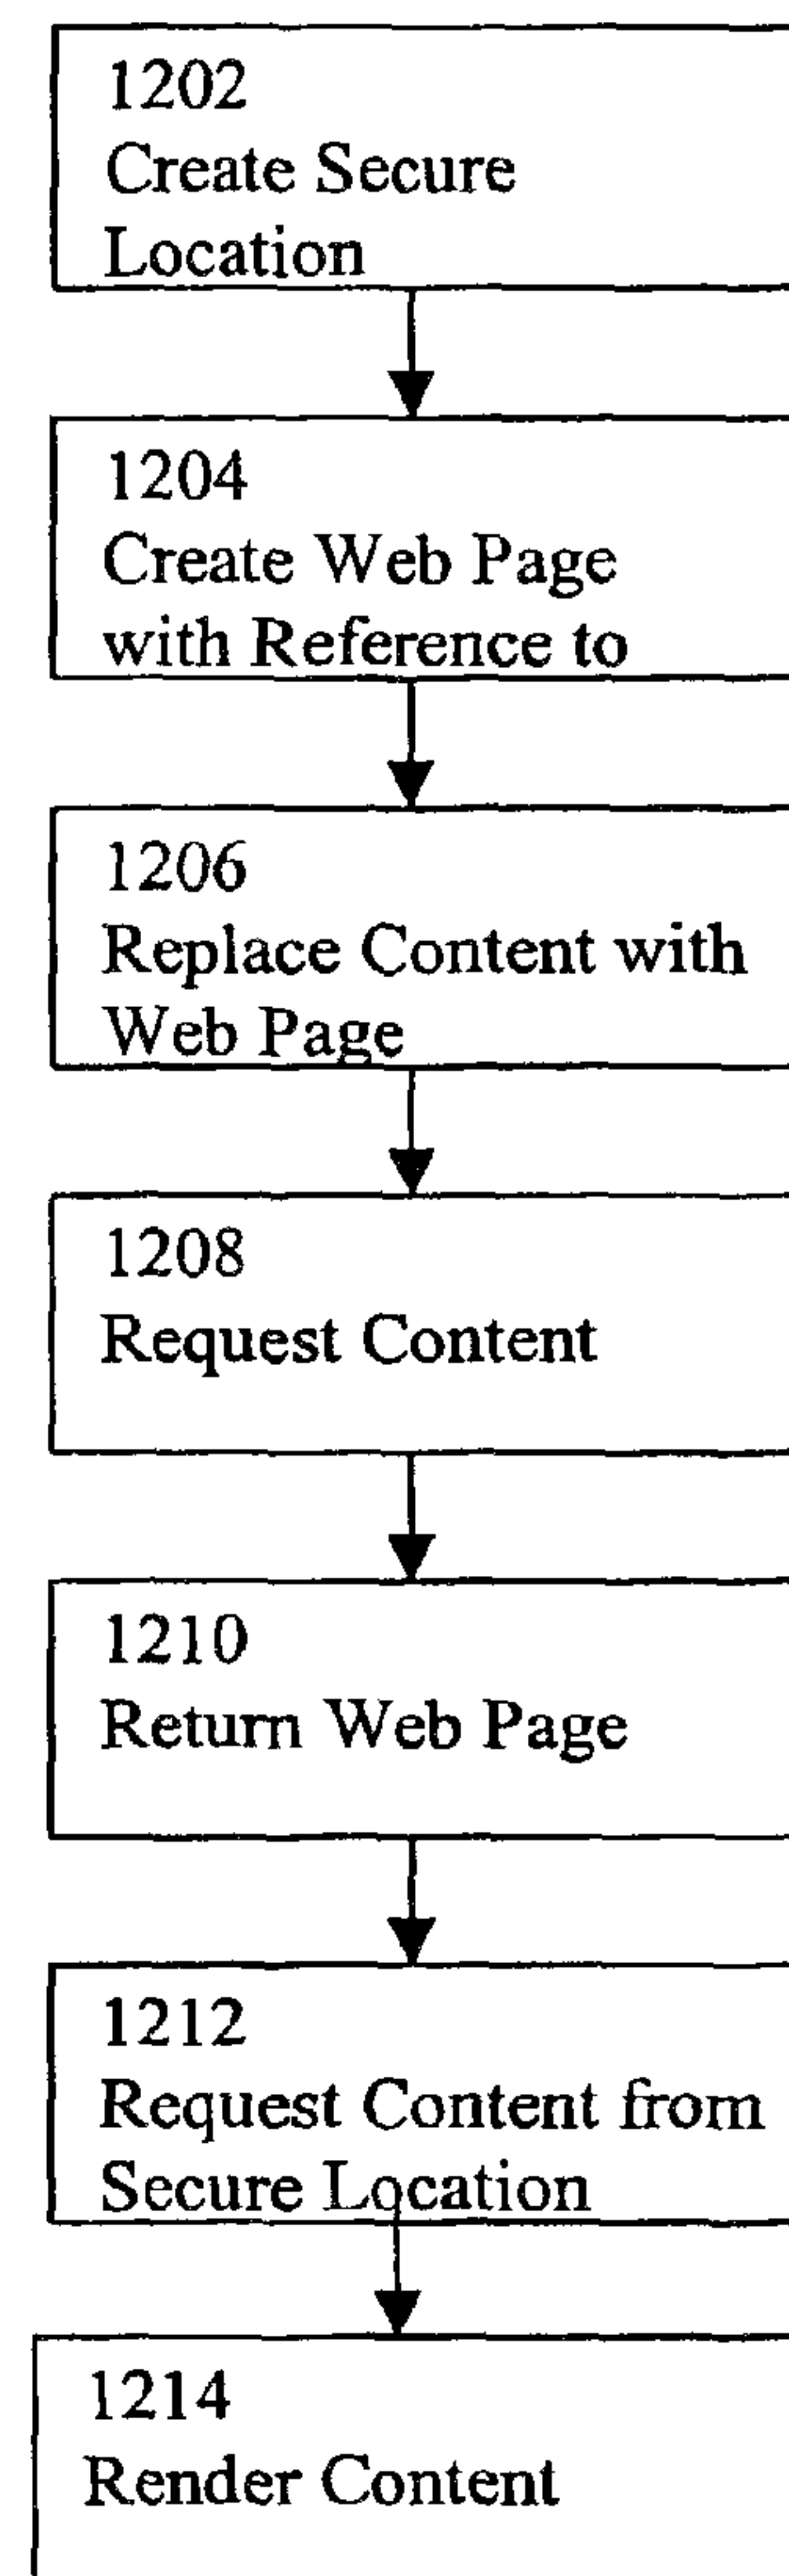 1202
Create Secure
Location
1204
Create Web Page
with Reference to
1206
Replace Content with
Web Page
1208
Request Content
1210
Return Web Page
1212
Request Content from
Secure Location
1214
Render Content